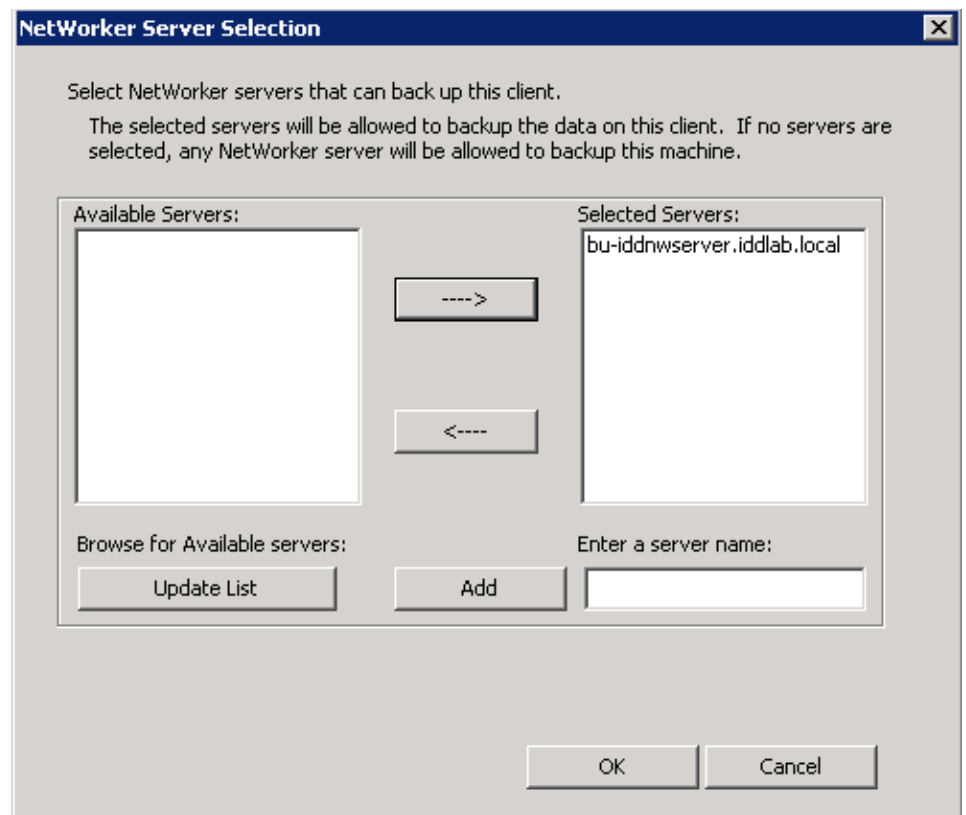 NetWorker Server Selection
Select NetWorker servers that can back up this client.
The selected servers will be allowed to backup the data on this client. If no servers are
selected, any NetWorker server will be allowed to backup this machine.
Available Servers:
Selected Servers:
bu-iddnwserver.iddlab.local
---->
<----
Browse for Available servers:
Enter a server name:
Update List
Add
OK
Cancel